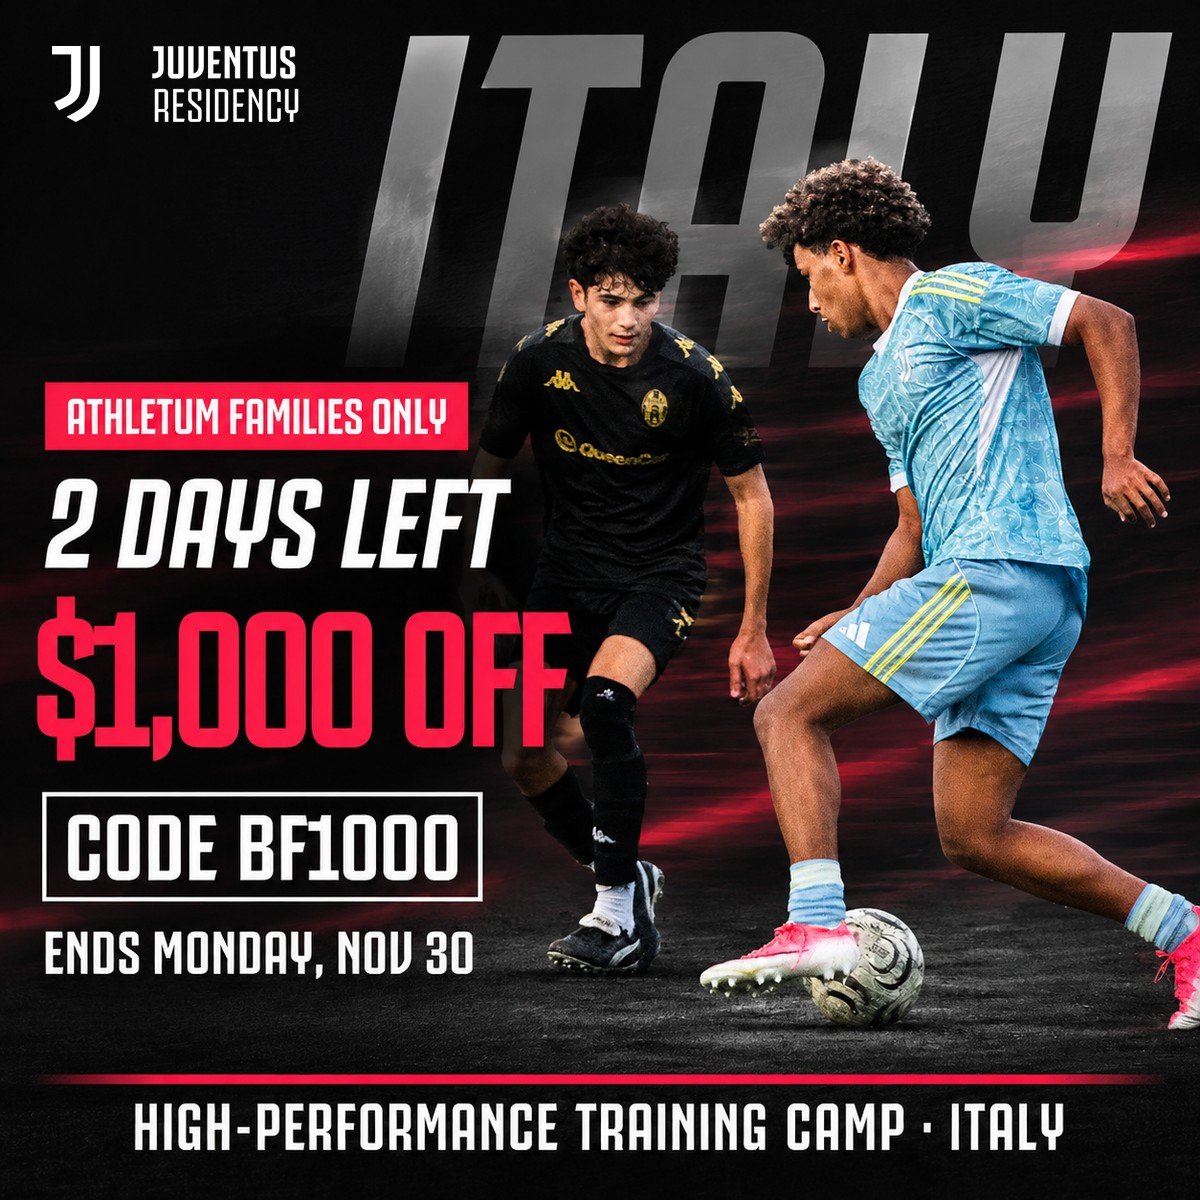 JUVENTUS
RESIDENCY
ITALY
ATHLETUM FAMILIES ONLY
2 DAYS LEFT
$1,000 OFF
CODE BF1000
ENDS MONDAY, NOV 30
HIGH-PERFORMANCE TRAINING CAMP · ITALY